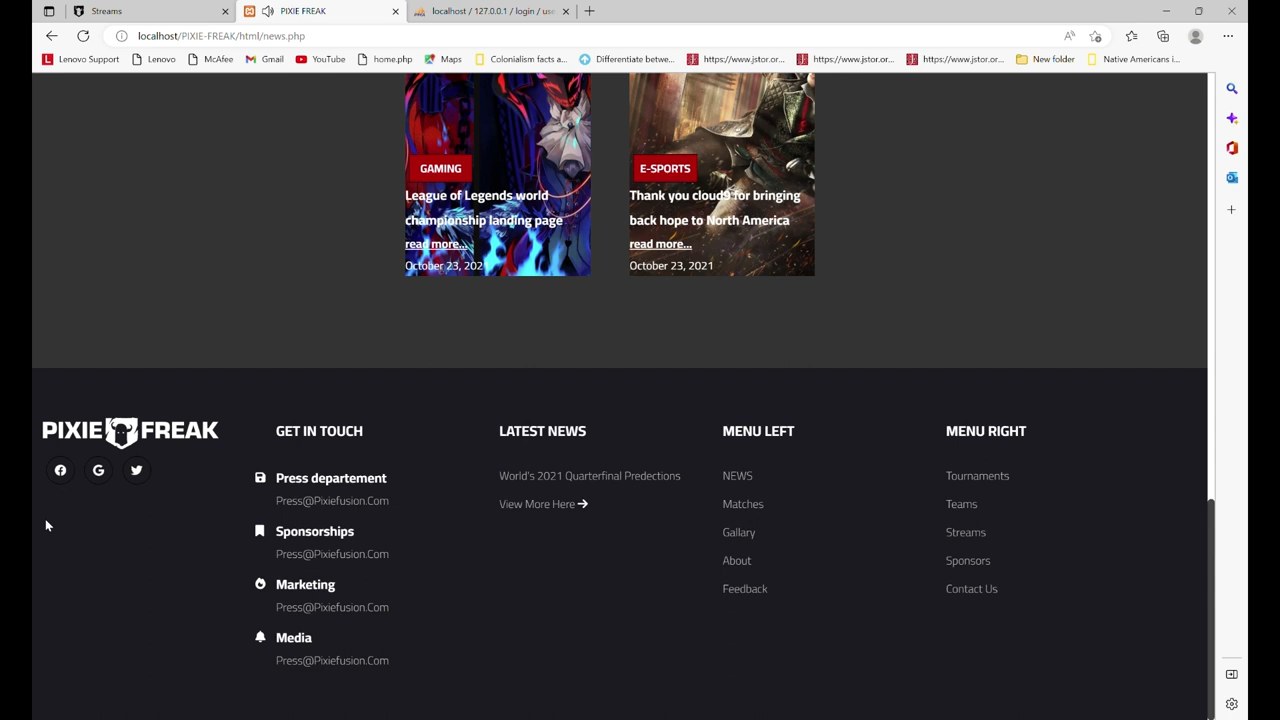 Streams
PIXIE FREAK
localhost / 127.0.0.1 / login / use
localhost/PIXIE-FREAK/html/news.php
Lenovo Support
Lenovo
McAfee
Gmail
YouTube
home.php
Maps
Colonialism facts a...
Differentiate betwe...
https://www.jstor.or...
https://www.jstor.or...
https://www.jstor.or...
New folder
Native Americans i...
GAMING
League of Legends world
championship landing page
read more...
October 23, 2021
E-SPORTS
Thank you cloud9 for bringing
back hope to North America
read more...
October 23, 2021
PIXIE FREAK
GET IN TOUCH
Press departement
Press@Pixiefusion.Com
Sponsorships
Press@Pixiefusion.Com
Marketing
Press@Pixiefusion.Com
Media
Press@Pixiefusion.Com
LATEST NEWS
World's 2021 Quarterfinal Predections
View More Here
MENU LEFT
NEWS
Matches
Gallary
About
Feedback
MENU RIGHT
Tournaments
Teams
Streams
Sponsors
Contact Us